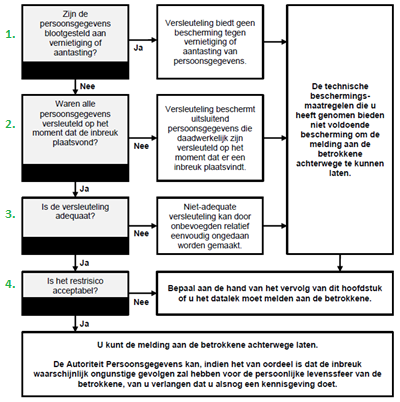 1.
Zijn de
persoonsgegevens
blootgesteld aan
vernietiging of
aantasting?
Ja
Versleuteling biedt geen
bescherming tegen
vernietiging of
aantasting van
persoonsgegevens.
Nee
2.
Waren alle
persoonsgegevens
versleuteld op het
moment dat de inbreuk
plaatsvond?
Nee
Versleuteling beschermt
uitsluitend
persoonsgegevens die
daadwerkelijk zijn
versleuteld op het
moment dat er een
inbreuk plaatsvindt.
De technische
beschermings-
maatregelen die u
heeft genomen bieden
niet voldoende
bescherming om de
melding aan de
betrokkene
achterwege te kunnen
laten.
Ja
3.
Is de versleuteling
adequaat?
Nee
Niet-adequate
versleuteling kan door
onbevoegden relatief
eenvoudig ongedaan
worden gemaakt.
Ja
4.
Is het restrisico
acceptabel?
Nee
Bepaal aan de hand van het vervolg van dit hoofdstuk
of u het datalek moet melden aan de betrokkene.
Ja
U kunt de melding aan de betrokkene achterwege laten.
De Autoriteit Persoonsgegevens kan, indien het van oordeel is dat de inbreuk
waarschijnlijk ongunstige gevolgen zal hebben voor de persoonlijke levenssfeer van de
betrokkene, van u verlangen dat u alsnog een kennisgeving doet.